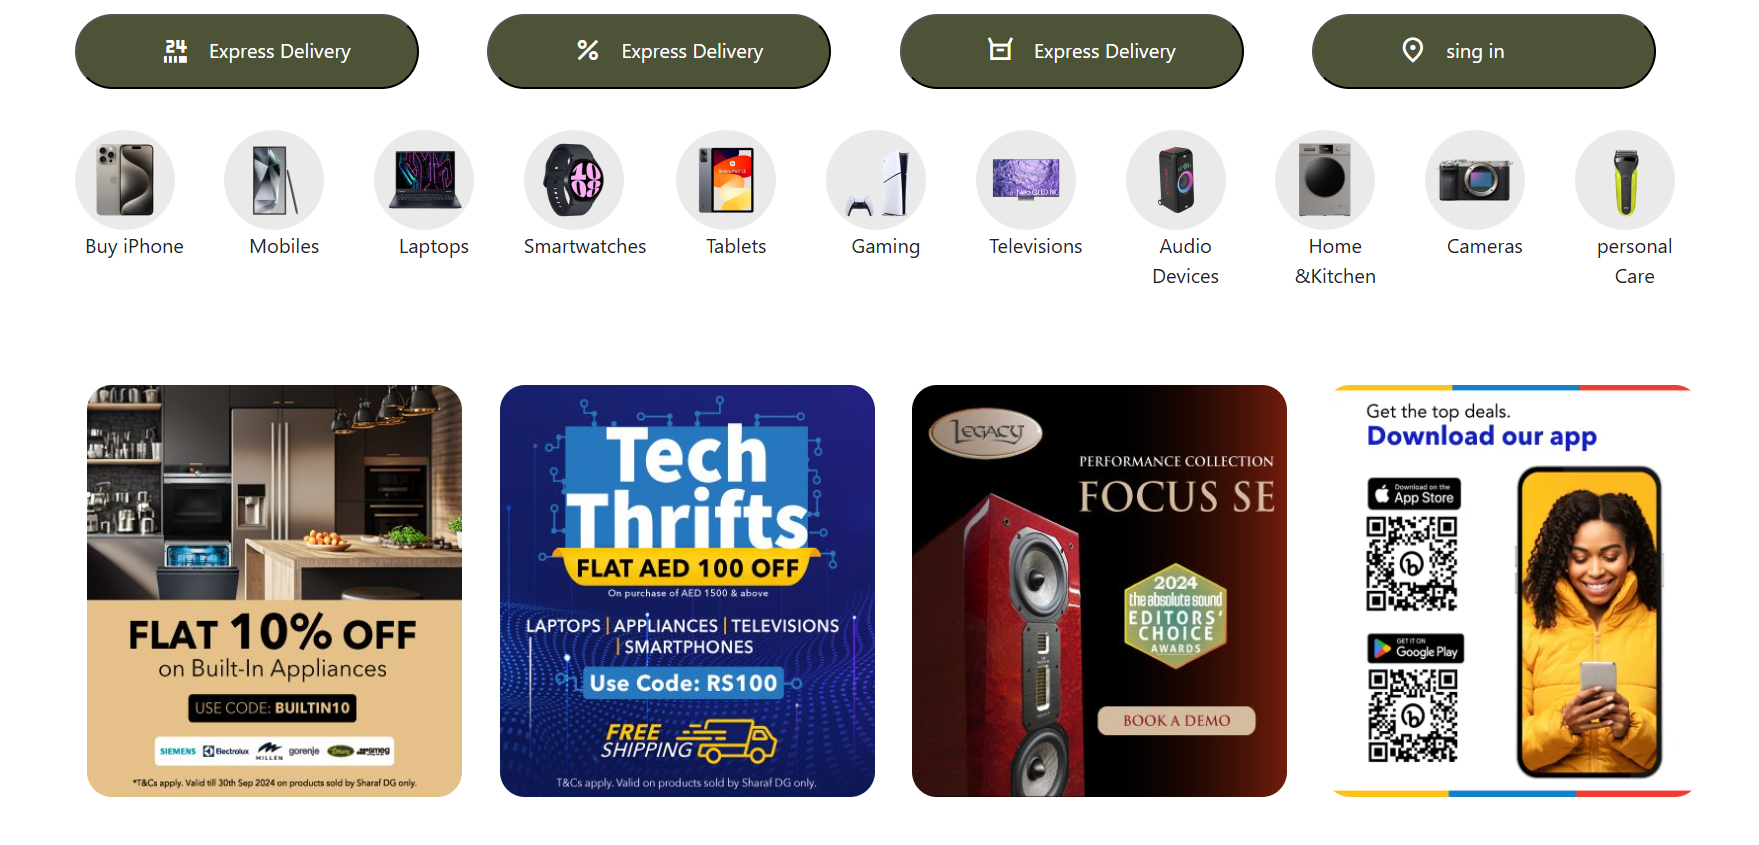 24 Express Delivery
% Express Delivery
Express Delivery
sing in
Buy iPhone
Mobiles
Laptops
Smartwatches
Tablets
Gaming
Televisions
Audio
Devices
Home
&Kitchen
Cameras
personal
Care
Neo QLED 8K
FLAT 10% OFF
on Built-In Appliances
USE CODE: BUILTIN10
SIEMENS Electrolux MILLEN gorenje smeg
*T&Cs apply. Valid till 30th Sep 2024 on products sold by Sharaf DG only.
Tech
Thrifts
FLAT AED 100 OFF
On purchase of AED 1500 & above
LAPTOPS | APPLIANCES | TELEVISIONS
| SMARTPHONES
Use Code: RS100
FREE
SHIPPING
T&Cs apply. Valid on products sold by Sharaf DG only.
LEGACY
PERFORMANCE COLLECTION
FOCUS SE
2024
the absolute sound
EDITORS'
CHOICE
AWARDS
BOOK A DEMO
Get the top deals.
Download our app
Download on the
App Store
GET IT ON
Google Play